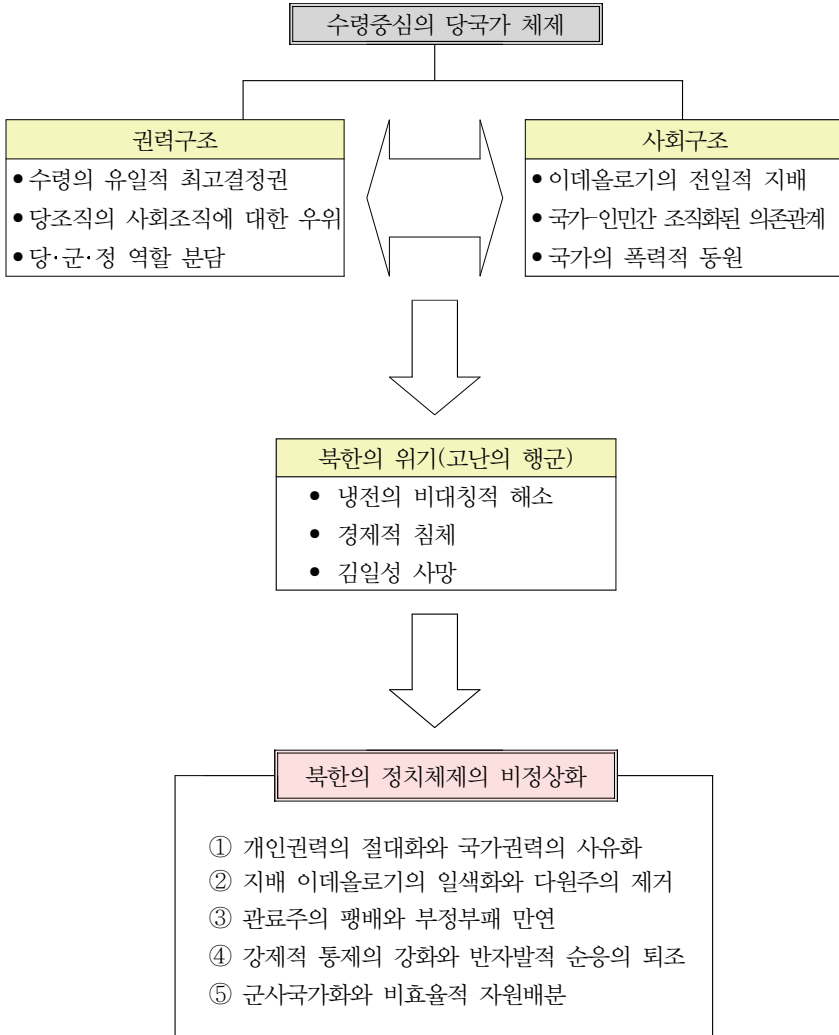 수령중심의 당국가 체제
권력구조
• 수령의 유일적 최고결정권
• 당조직의 사회조직에 대한 우위
• 당·군·정 역할 분담
사회구조
• 이데올로기의 전일적 지배
• 국가-인민간 조직화된 의존관계
• 국가의 폭력적 동원
북한의 위기(고난의 행군)
• 냉전의 비대칭적 해소
• 경제적 침체
• 김일성 사망
북한의 정치체제의 비정상화
① 개인권력의 절대화와 국가권력의 사유화
② 지배 이데올로기의 일색화와 다원주의 제거
③ 관료주의 팽배와 부정부패 만연
④ 강제적 통제의 강화와 반자발적 순응의 퇴조
⑤ 군사국가화와 비효율적 자원배분